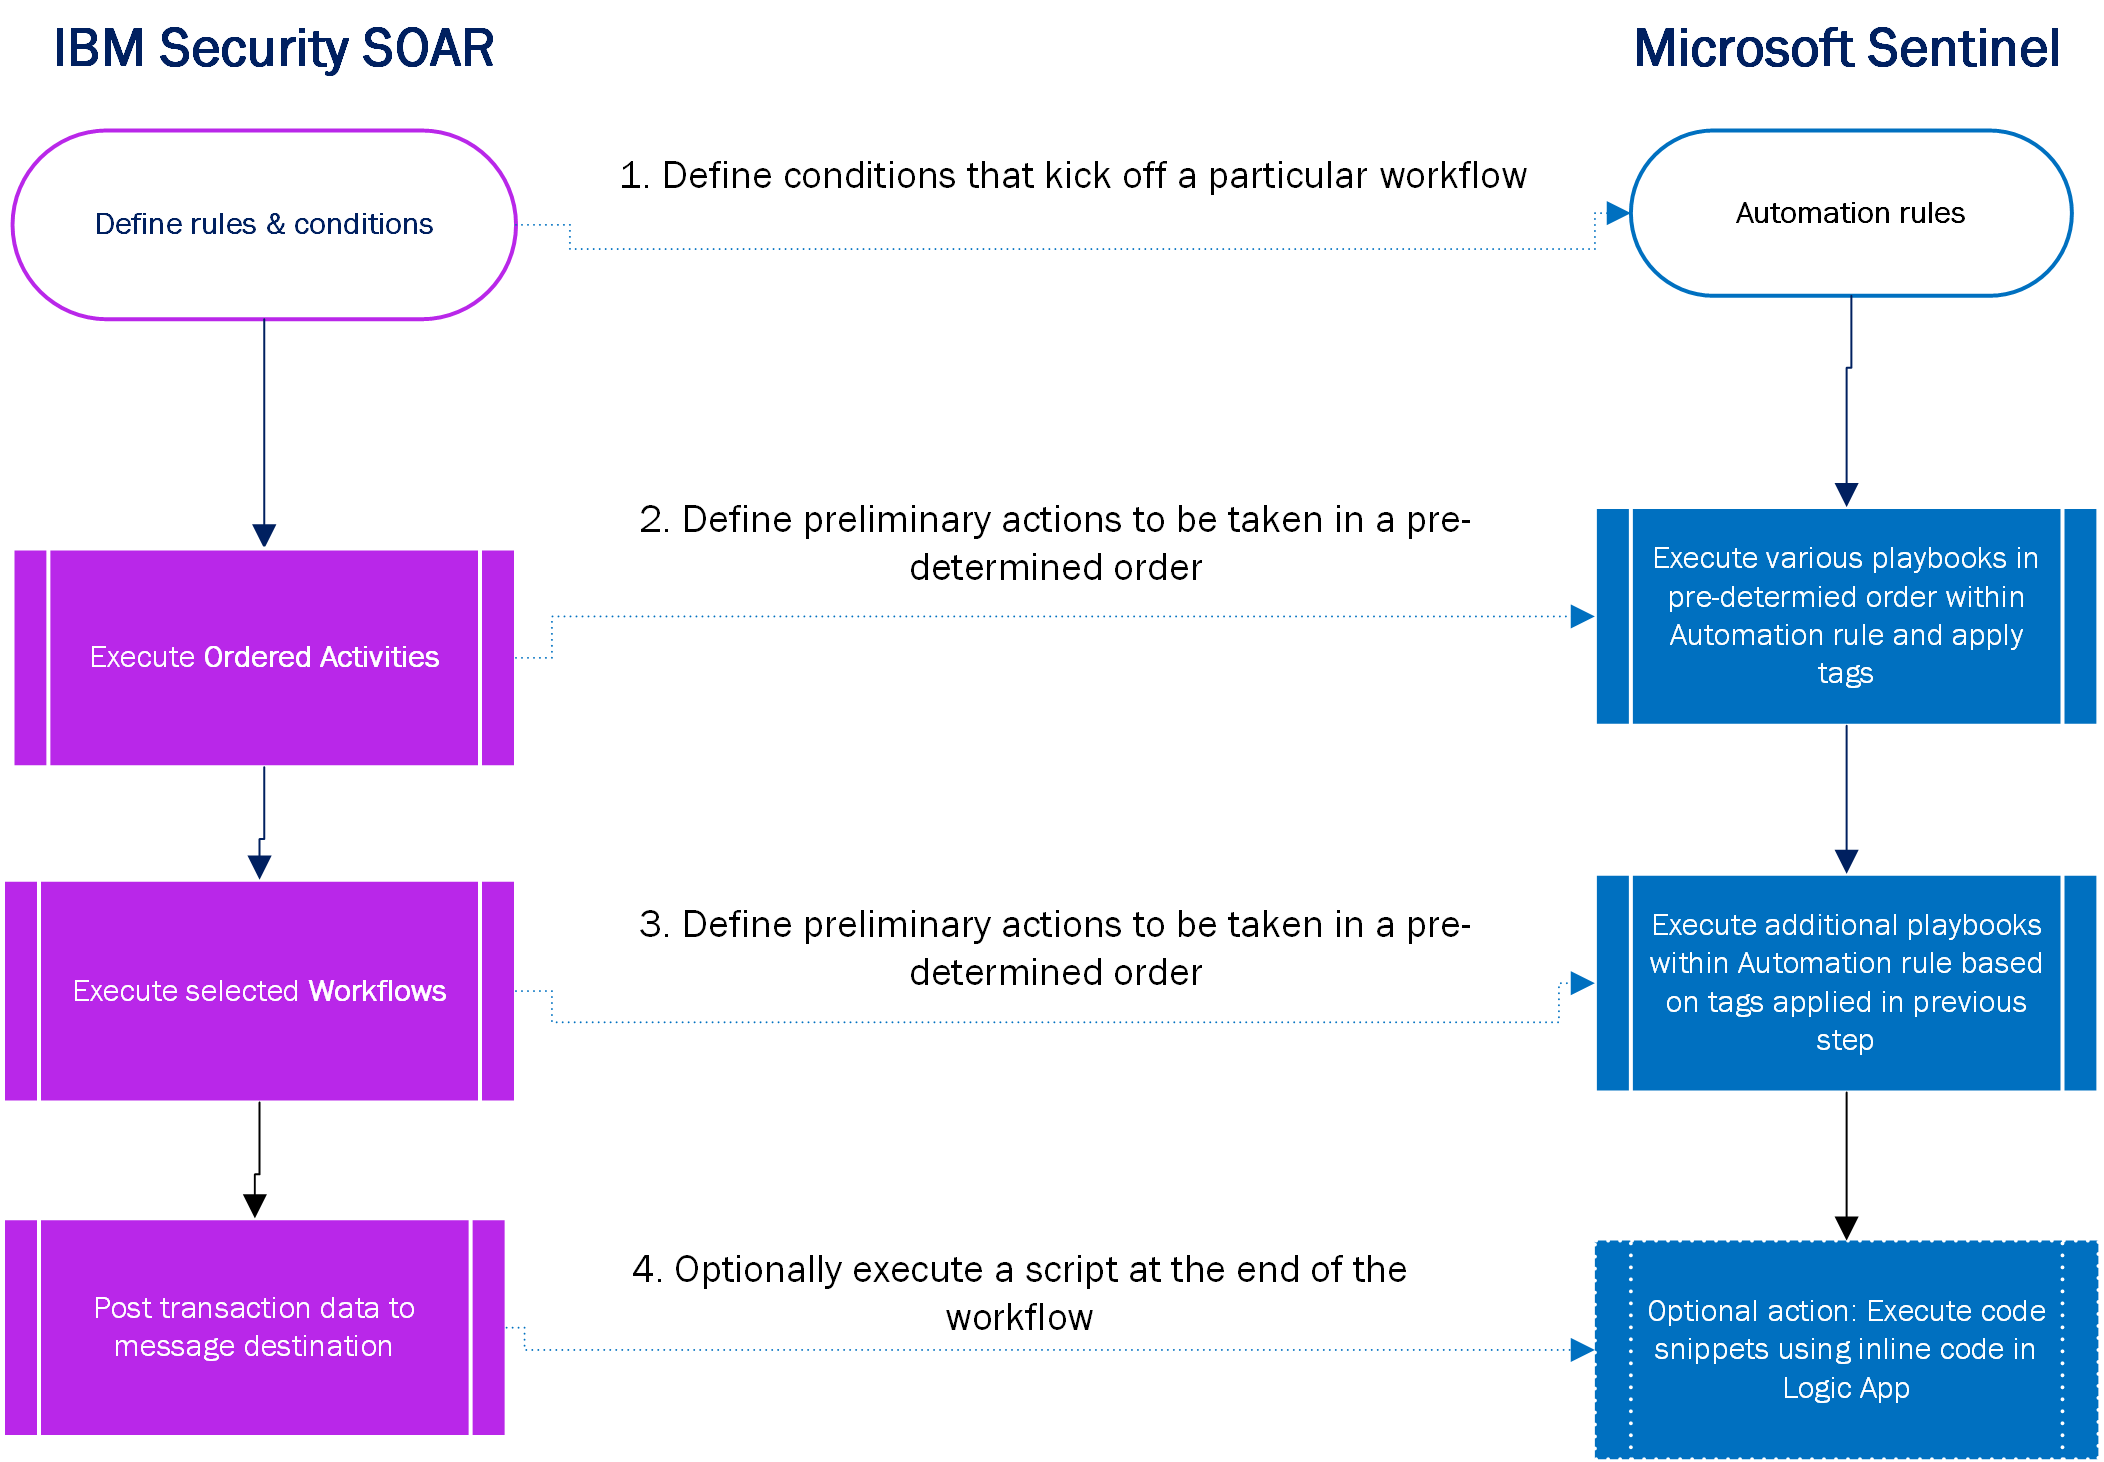 IBM Security SOAR
Microsoft Sentinel
Define rules & conditions
1. Define conditions that kick off a particular workflow
Automation rules
Execute Ordered Activities
2. Define preliminary actions to be taken in a pre-
determined order
Execute various playbooks in
pre-determied order within
Automation rule and apply
tags
Execute selected Workflows
3. Define preliminary actions to be taken in a pre-
determined order
Execute additional playbooks
within Automation rule based
on tags applied in previous
step
Post transaction data to
message destination
4. Optionally execute a script at the end of the
workflow
Optional action: Execute code
snippets using inline code in
Logic App